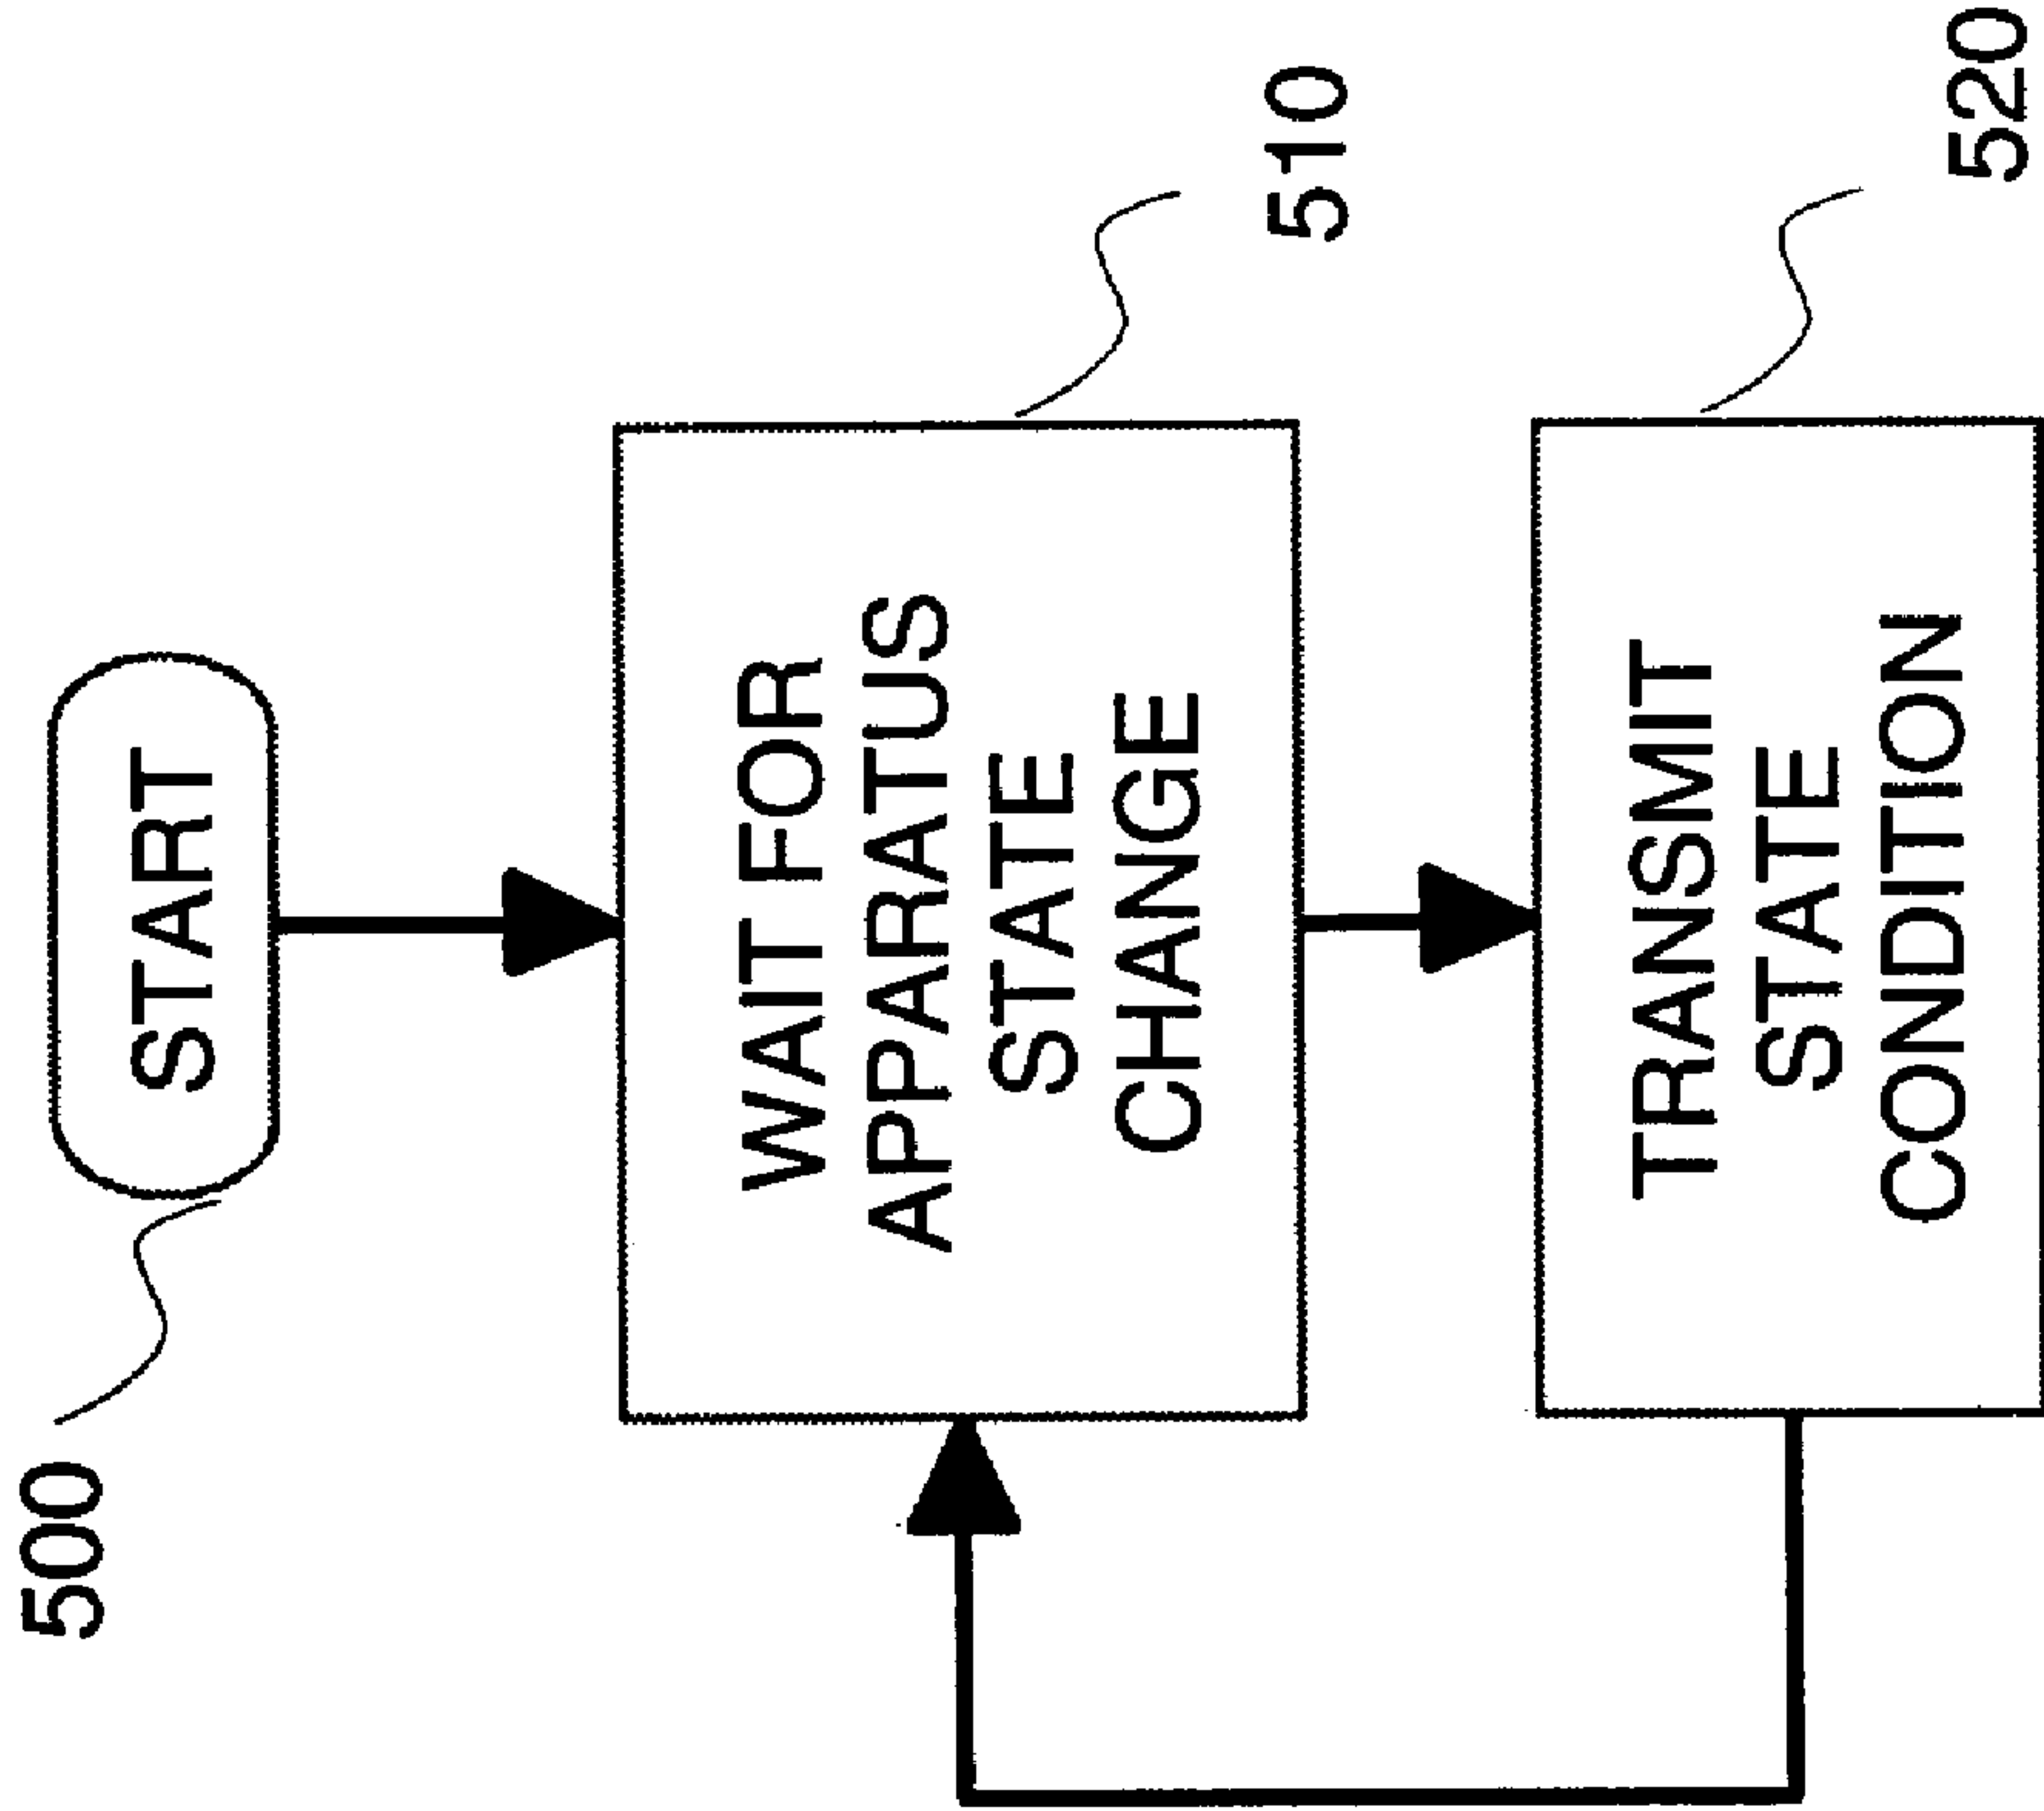 500
START
WAIT FOR
APPARATUS
STATE
CHANGE
510
TRANSMIT
STATE
CONDITION
520